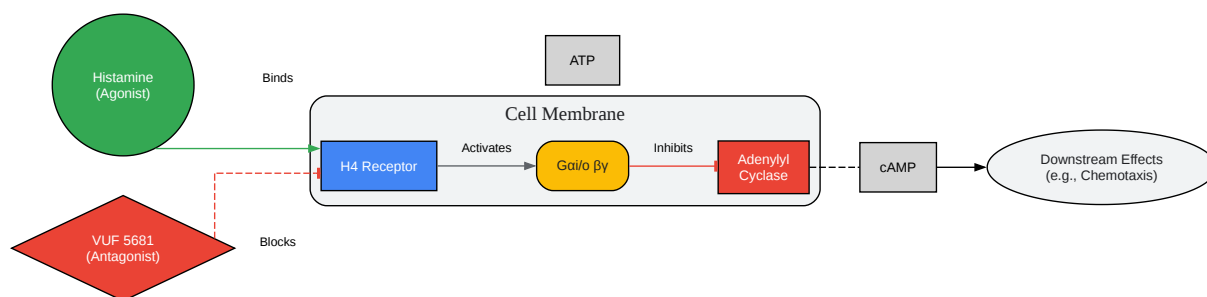 ATP
Histamine
(Agonist)
Binds
Cell Membrane
H4 Receptor
Activates
Gαi/o βγ
Inhibits
Adenylyl
Cyclase
cAMP
Downstream Effects
(e.g., Chemotaxis)
VUF 5681
(Antagonist)
Blocks